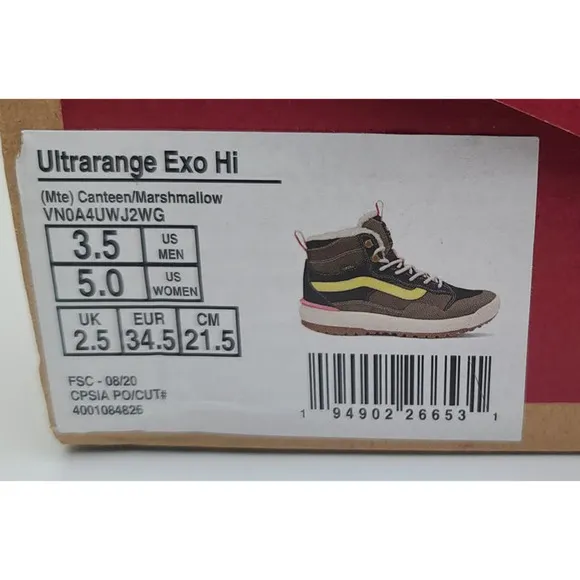 Ultrarange Exo Hi
(Mte) Canteen/Marshmallow
VN0A4UWJ2WG
3.5 US MEN
5.0 US WOMEN
UK EUR CM
2.5 34.5 21.5
FSC - 08/20
CPSIA PO/CUT#
4001084826
1 94902 26653 1